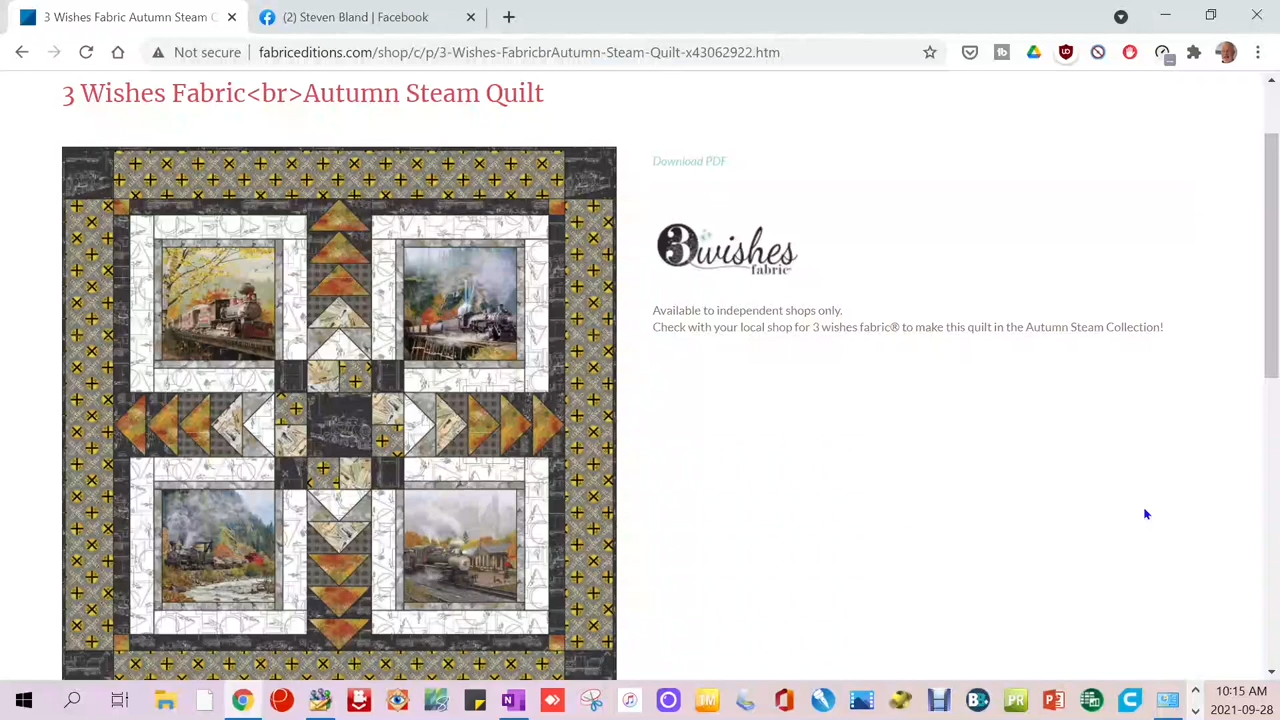 3 Wishes Fabric Autumn Steam Q
(2) Steven Bland | Facebook
Not secure
fabriceditions.com/shop/c/p/3-Wishes-FabricbrAutumn-Steam-Quilt-x43062922.htm
3 Wishes Fabric<br>Autumn Steam Quilt
Download PDF
3 wishes
fabric
Available to independent shops only.
Check with your local shop for 3 wishes fabric® to make this quilt in the Autumn Steam Collection!
10:15 AM
2021-09-28